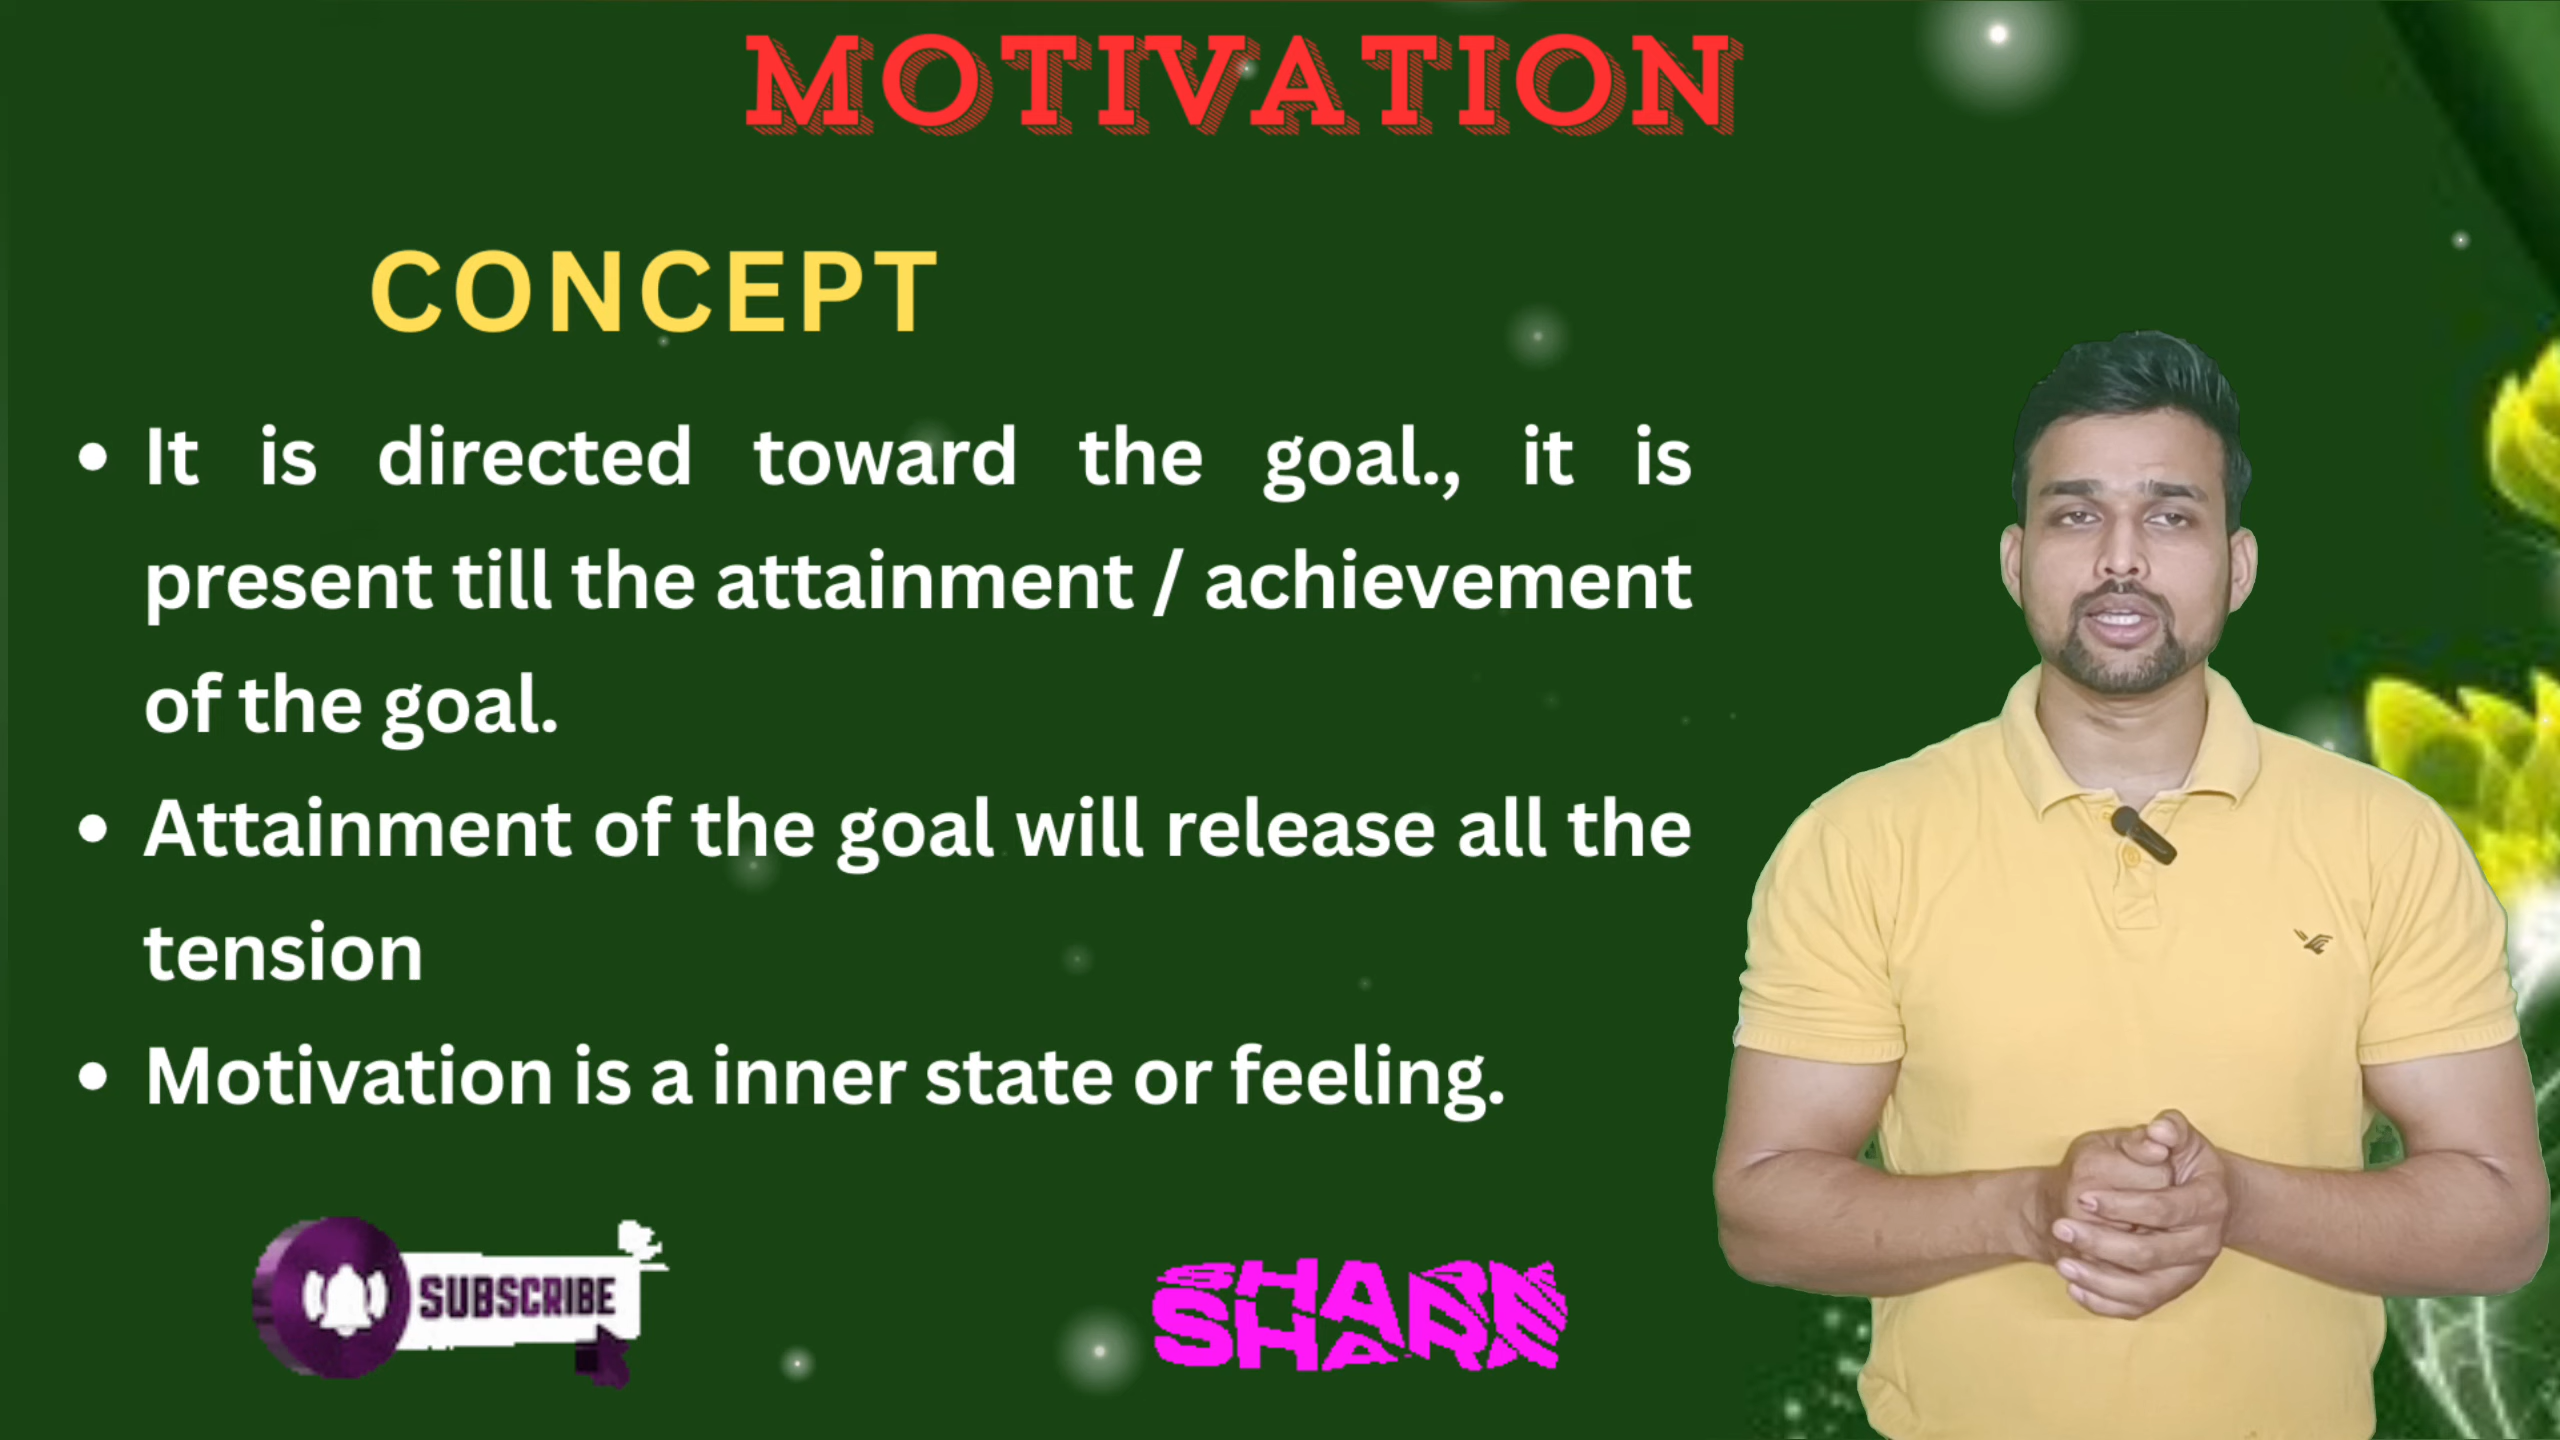 MOTIVATION
CONCEPT
• It is directed toward the goal., it is
present till the attainment / achievement
of the goal.
• Attainment of the goal will release all the
tension
• Motivation is a inner state or feeling.
SUBSCRIBE
SHARE